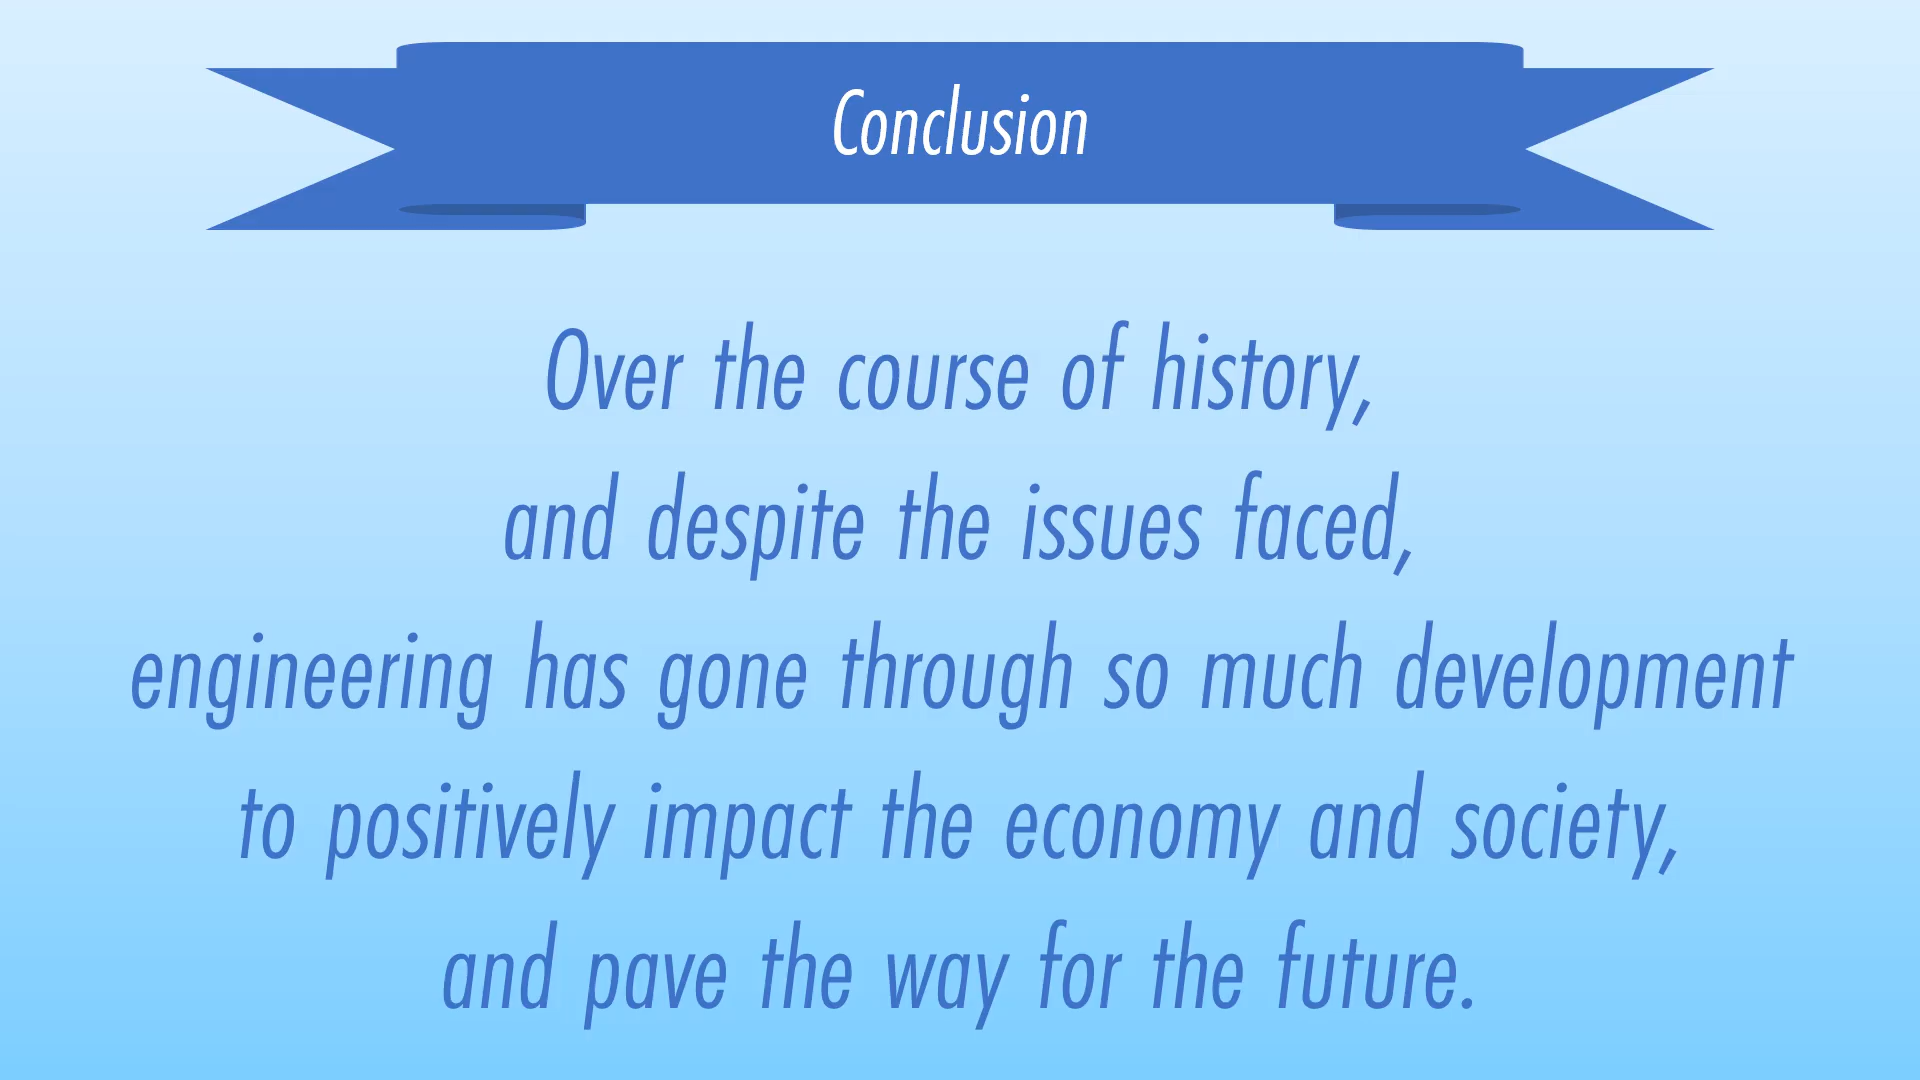 Conclusion
Over the course of history,
and despite the issues faced,
engineering has gone through so much development
to positively impact the economy and society,
and pave the way for the future.